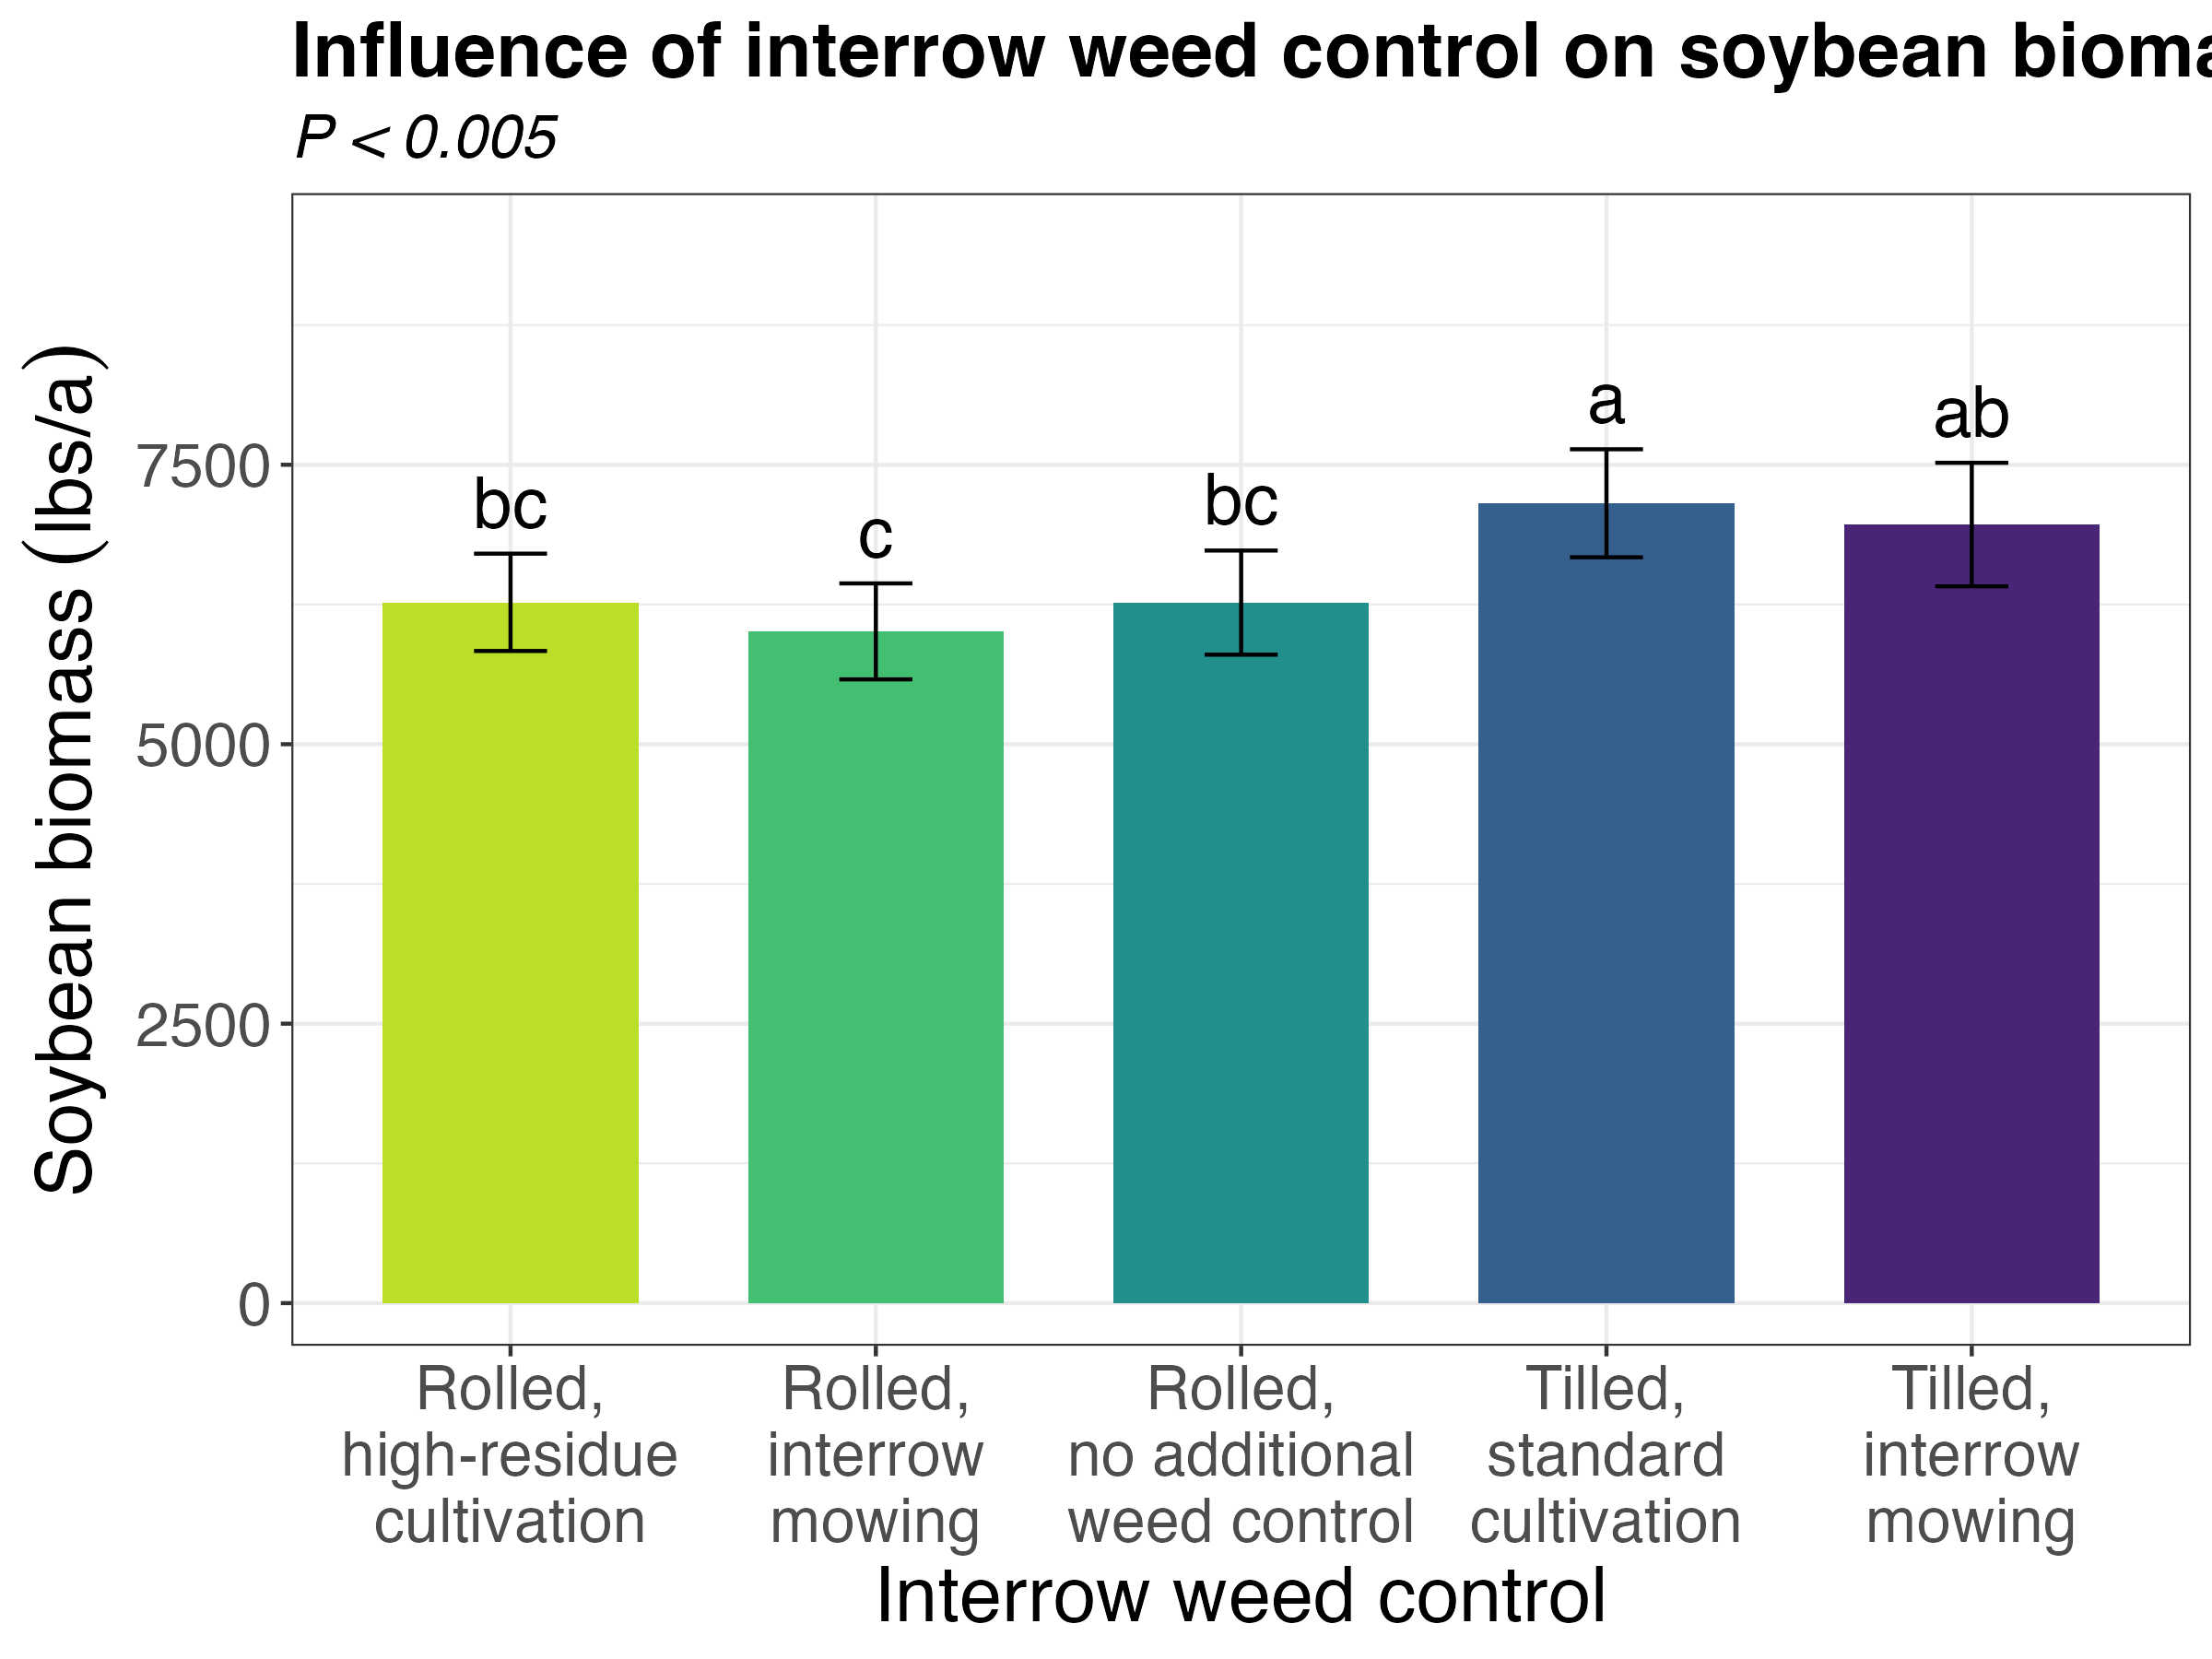 Influence of interrow weed control on soybean
P < 0.005
Soybean biomass (lbs/a)
7500
5000
2500
0
bc
c
bc
a
ab
Rolled,
high-residue
cultivation
Rolled,
interrow
mowing
Rolled,
no additional
weed control
Tilled,
standard
cultivation
Tilled,
interrow
mowing
Interrow weed control